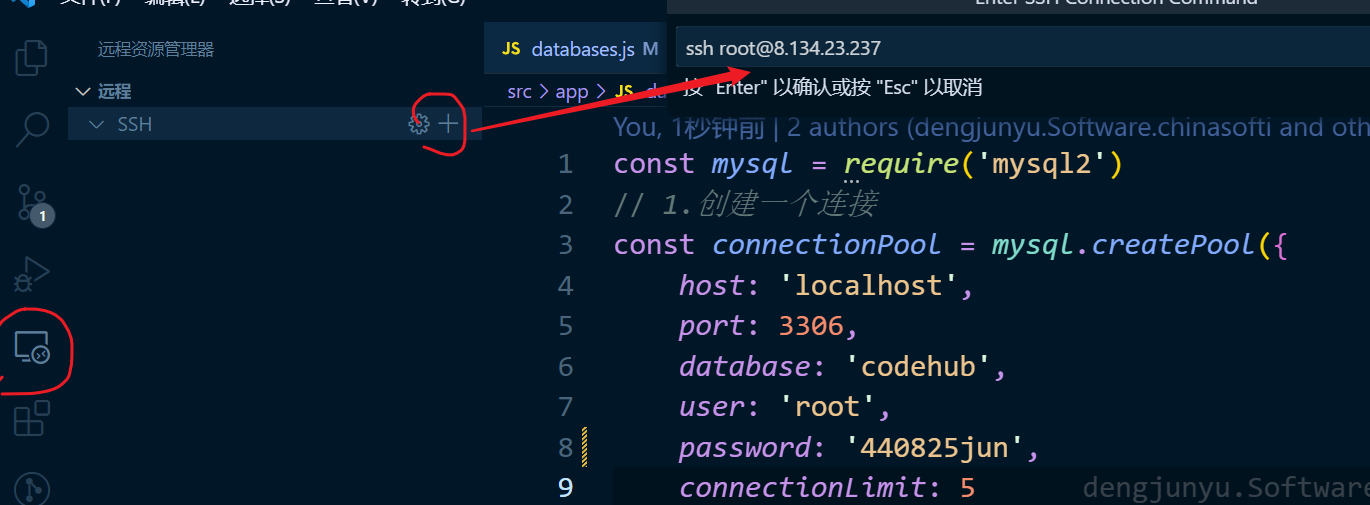 远程资源管理器
远程
SSH
JS databases.js M
src > app > JS
ssh root@8.134.23.237
按 "Enter" 以确认或按 "Esc" 以取消
You, 1秒钟前 | 2 authors (dengjunyu.Software.chinasofti and oth
1 const mysql = require('mysql2')
2 // 1.创建一个连接
3 const connectionPool = mysql.createPool({
4 host: 'localhost',
5 port: 3306,
6 database: 'codehub',
7 user: 'root',
8 password: '440825jun',
9 connectionLimit: 5 dengjunyu.Software
1